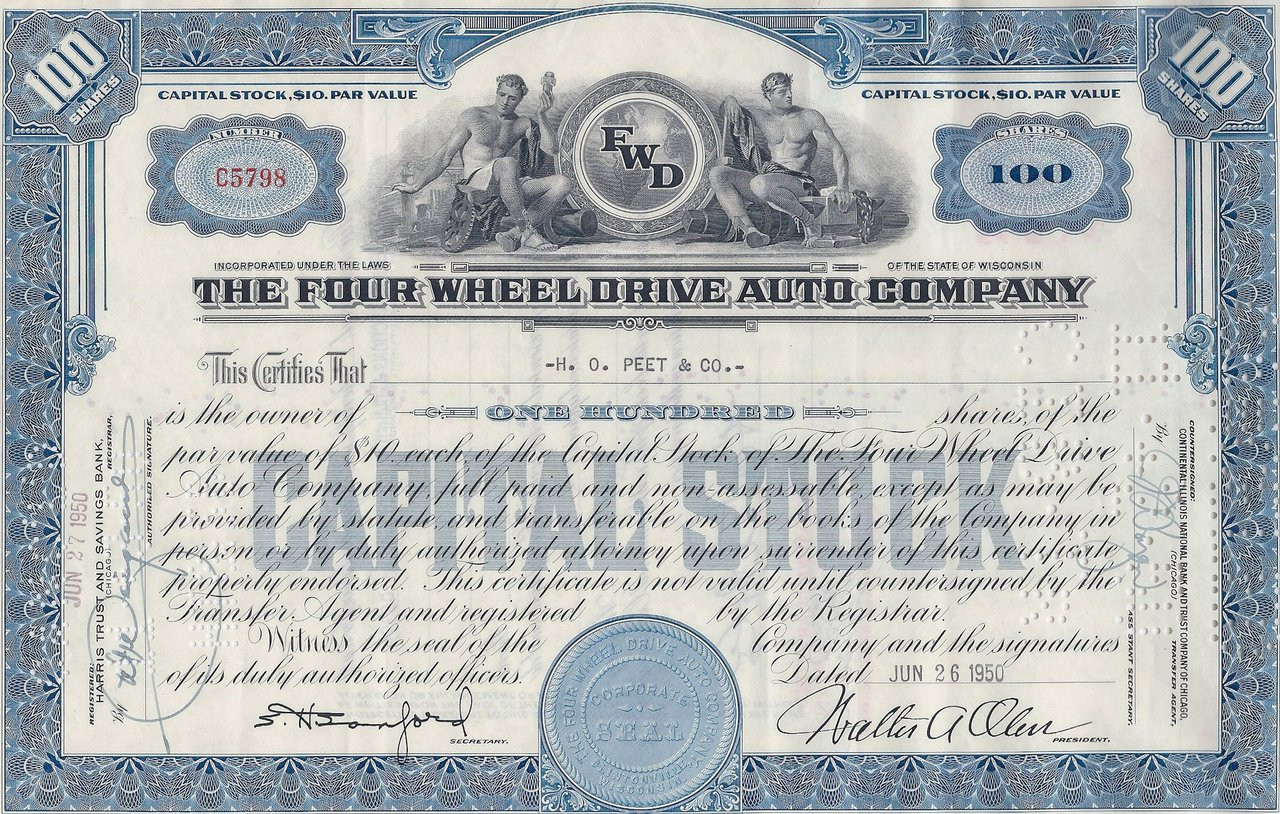 100 SHARES
100 SHARES
CAPITAL STOCK, $10. PAR VALUE
CAPITAL STOCK, $10. PAR VALUE
NUMBER
C5798
FWD
SHARES
100
INCORPORATED UNDER THE LAWS
OF THE STATE OF WISCONSIN
THE FOUR WHEEL DRIVE AUTO COMPANY
This Certifies That -H. O. PEET & CO.-
is the owner of ONE HUNDRED shares of the
par value of $10. each of the Capital Stock of The Four Wheel Drive
Auto Company, full paid and non-assessable, except as may be
provided by statute, and transferable on the books of the Company in
person or by duly authorized attorney upon surrender of this certificate
properly endorsed. This certificate is not valid until countersigned by the
Transfer Agent and registered by the Registrar.
Witness the seal of the Company and the signatures
of its duly authorized officers. Dated JUN 26 1950
CAPITAL STOCK
S. H. Sanford
SECRETARY.
Walter A Olen
PRESIDENT.
THE FOUR WHEEL DRIVE AUTO COMPANY
CORPORATE
SEAL
CLINTONVILLE
WISCONSIN
JUN 27 1950
REGISTERED:
HARRIS TRUST AND SAVINGS BANK,
(CHICAGO)
REGISTRAR,
By
AUTHORIZED SIGNATURE.
COUNTERSIGNED:
CONTINENTAL ILLINOIS NATIONAL BANK AND TRUST COMPANY OF CHICAGO,
(CHICAGO)
TRANSFER AGENT,
By
ASSISTANT SECRETARY.